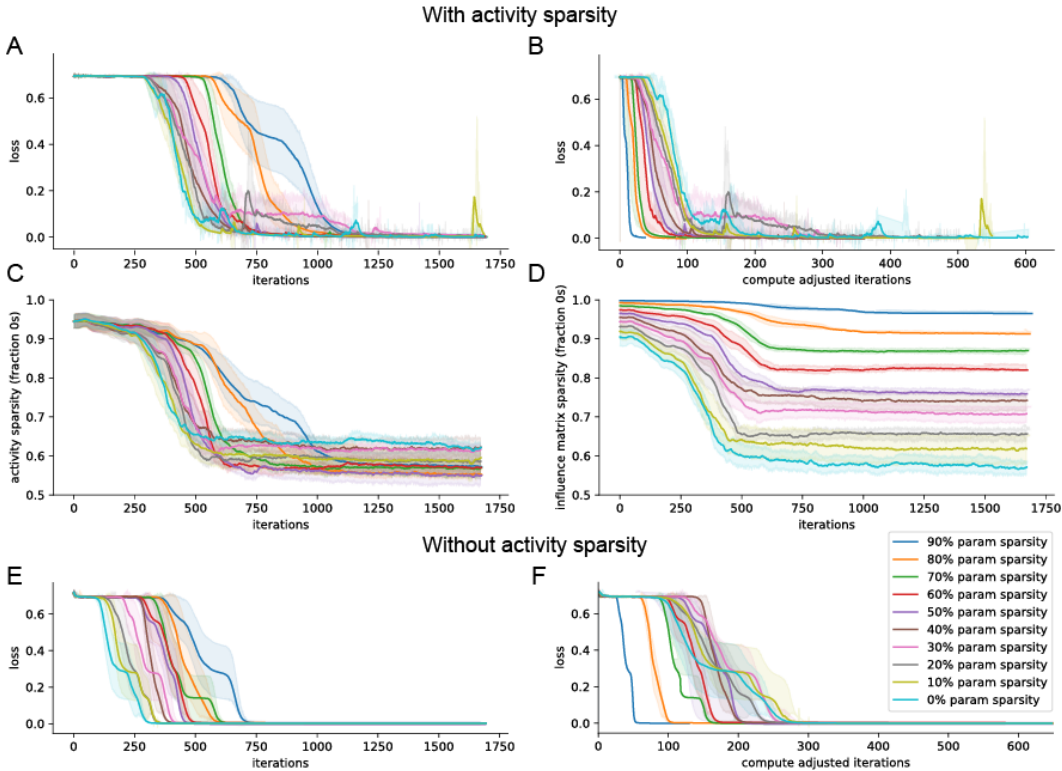 With activity sparsity
A
B
0.6
0.4
0.2
0.0
loss
0 250 500 750 1000 1250 1500 1750
iterations
0.6
0.4
0.2
0.0
loss
0 100 200 300 400 500 600
compute adjusted iterations
C
D
1.0
0.9
0.8
0.7
0.6
0.5
activity sparsity (fraction 0s)
0 250 500 750 1000 1250 1500 1750
iterations
1.0
0.9
0.8
0.7
0.6
0.5
influence matrix sparsity (fraction 0s)
0 250 500 750 1000 1250 1500 1750
iterations
Without activity sparsity
E
F
0.6
0.4
0.2
0.0
loss
0 250 500 750 1000 1250 1500 1750
iterations
0.6
0.4
0.2
0.0
loss
0 100 200 300 400 500 600
compute adjusted iterations
90% param sparsity
80% param sparsity
70% param sparsity
60% param sparsity
50% param sparsity
40% param sparsity
30% param sparsity
20% param sparsity
10% param sparsity
0% param sparsity